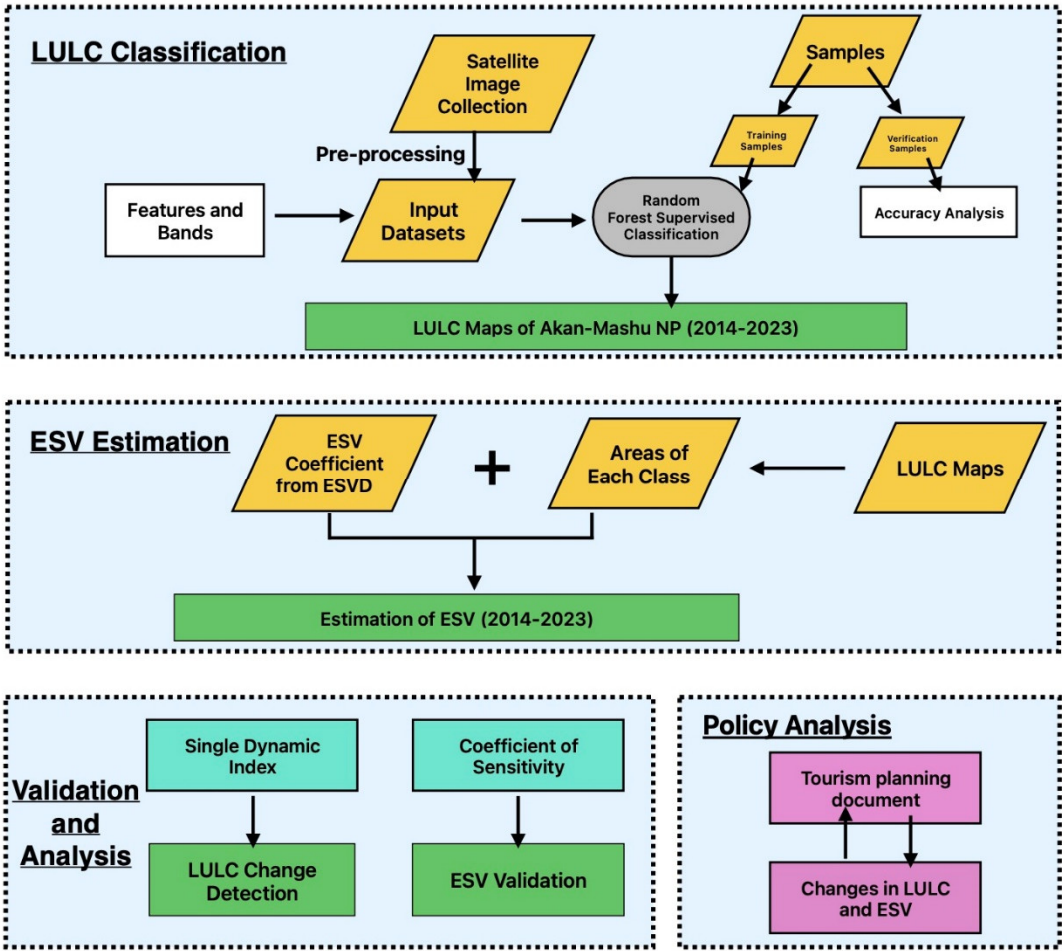 LULC Classification
Satellite
Image
Collection
Samples
Pre-processing
Training
Samples
Verification
Samples
Features and
Bands
Input
Datasets
Random
Forest Supervised
Classification
Accuracy Analysis
LULC Maps of Akan-Mashu NP (2014-2023)
ESV Estimation
ESV
Coefficient
from ESVD
+
Areas of
Each Class
LULC Maps
Estimation of ESV (2014-2023)
Validation
and
Analysis
Single Dynamic
Index
Coefficient of
Sensitivity
LULC Change
Detection
ESV Validation
Policy Analysis
Tourism planning
document
Changes in LULC
and ESV